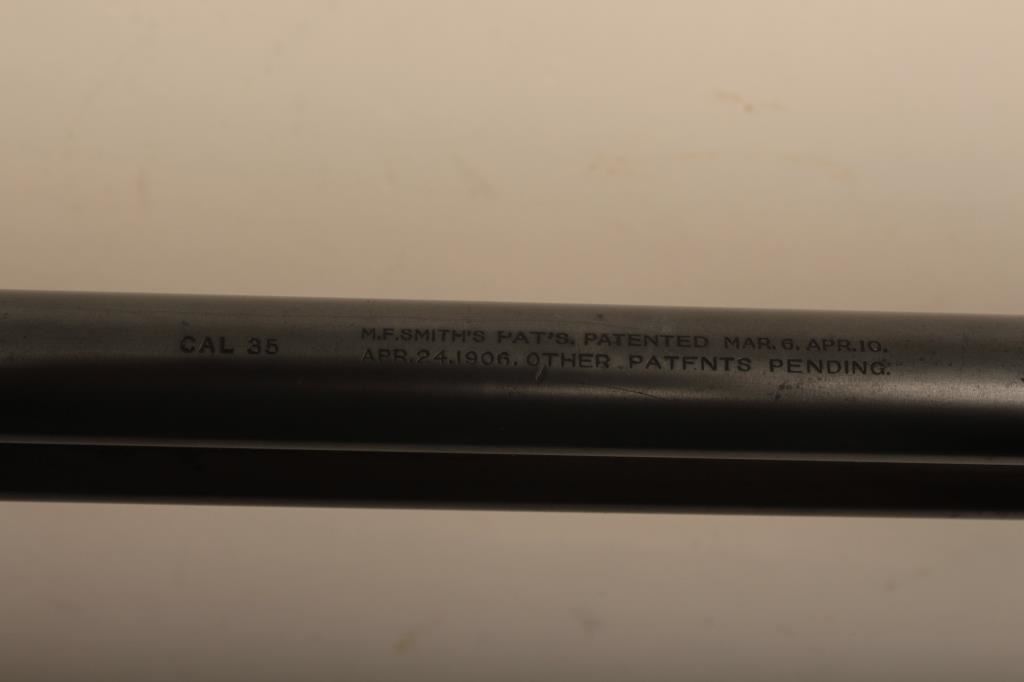 CAL 35
M.F.SMITH'S PAT'S. PATENTED MAR. 6. APR.10.
APR.24.1906. OTHER PATENTS PENDING.